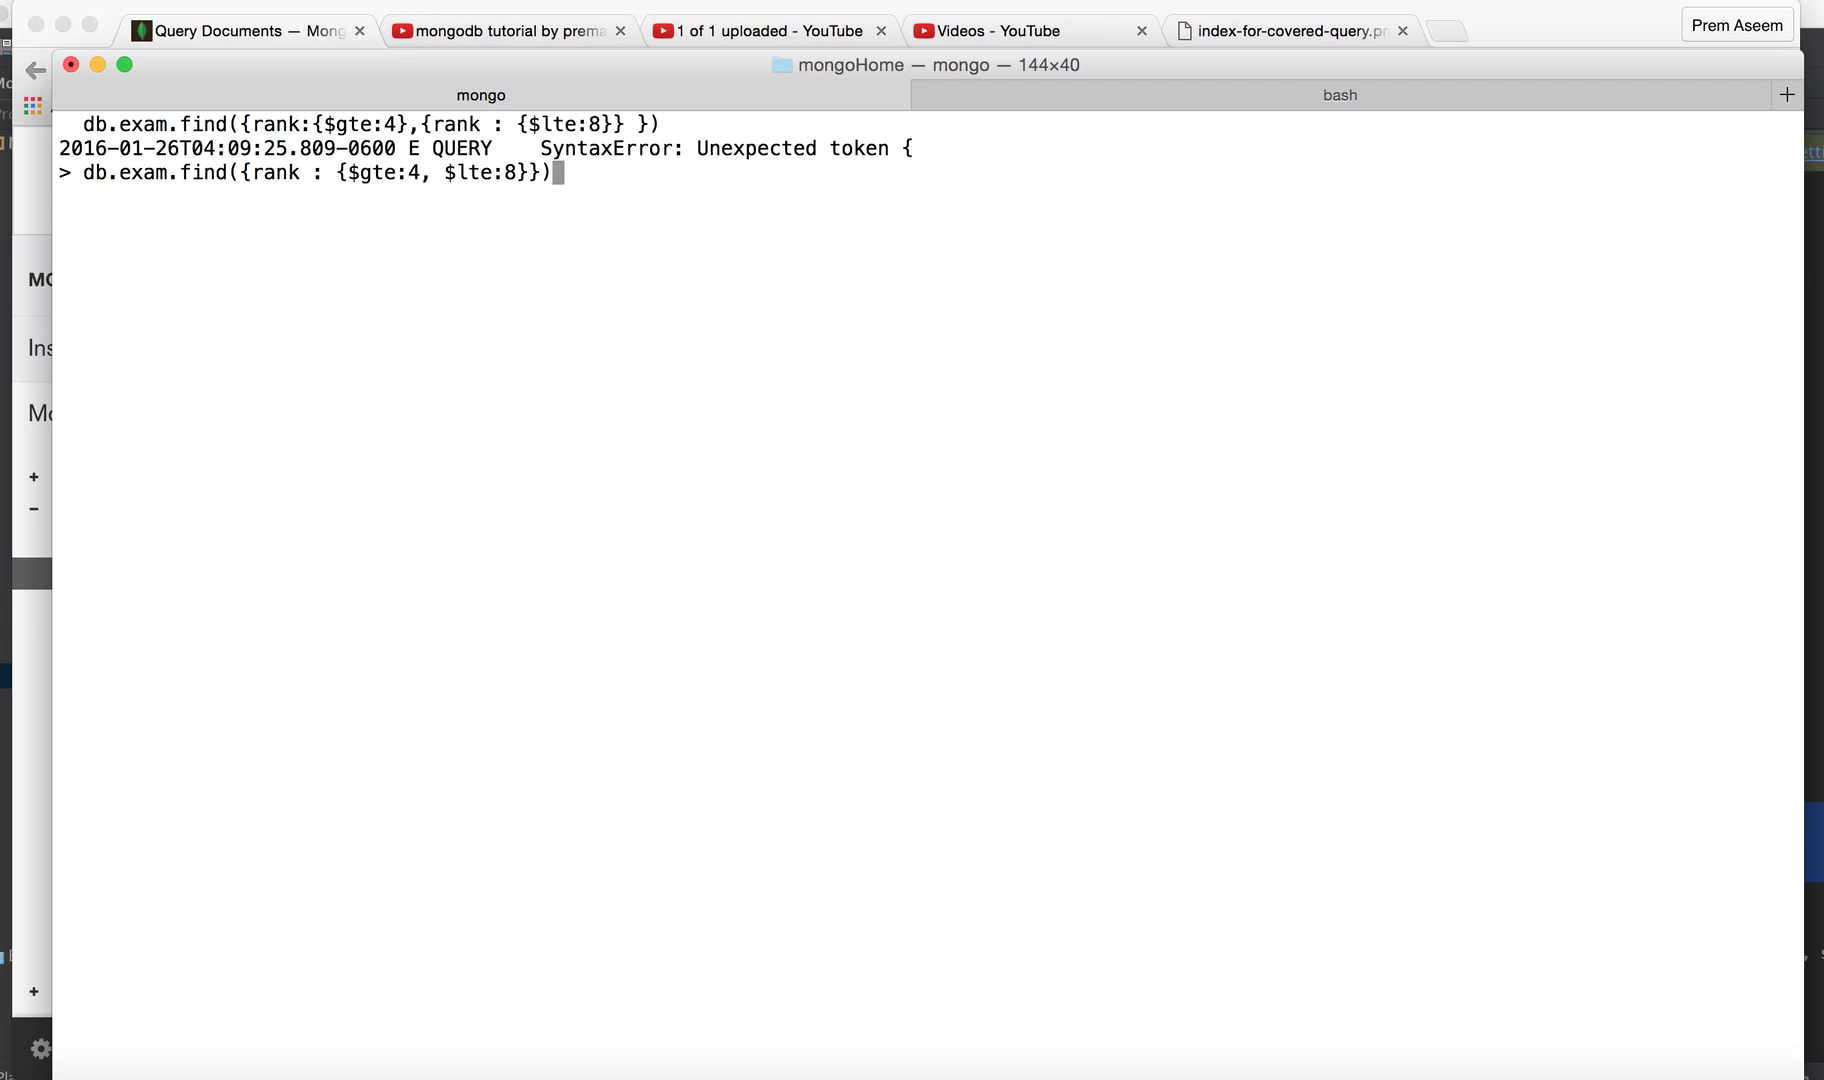 Query Documents — Mong
mongodb tutorial by prema
1 of 1 uploaded - YouTube
Videos - YouTube
index-for-covered-query.pr
Prem Aseem
mongoHome — mongo — 144×40
mongo
bash
db.exam.find({rank:{$gte:4},{rank : {$lte:8}} })
2016-01-26T04:09:25.809-0600 E QUERY    SyntaxError: Unexpected token {
> db.exam.find({rank : {$gte:4, $lte:8}})
Ins